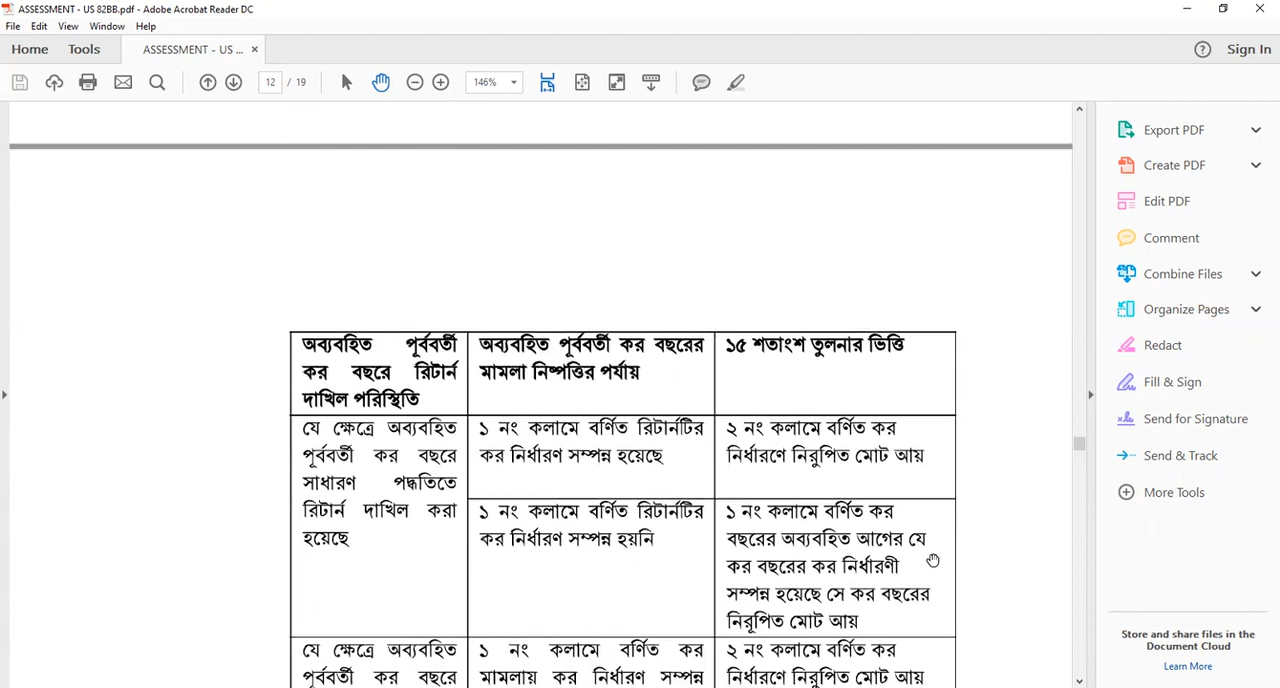 ASSESSMENT - US 82BB.pdf - Adobe Acrobat Reader DC
File Edit View Window Help
Home Tools ASSESSMENT - US ... × Sign In
12 / 19 146%
Export PDF
Create PDF
Edit PDF
Comment
Combine Files
Organize Pages
Redact
Fill & Sign
Send for Signature
Send & Track
More Tools
Store and share files in the
Document Cloud
Learn More
অব্যবহিত পূর্ববর্তী
কর বছরে রিটার্ন
দাখিল পরিস্থিতি
অব্যবহিত পূর্ববর্তী কর বছরের
মামলা নিষ্পত্তির পর্যায়
১৫ শতাংশ তুলনার ভিত্তি
যে ক্ষেত্রে অব্যবহিত
পূর্ববর্তী কর বছরে
সাধারণ পদ্ধতিতে
রিটার্ন দাখিল করা
হয়েছে
১ নং কলামে বর্ণিত রিটার্নটির
কর নির্ধারণ সম্পন্ন হয়েছে
২ নং কলামে বর্ণিত কর
নির্ধারণে নিরূপিত মোট আয়
১ নং কলামে বর্ণিত রিটার্নটির
কর নির্ধারণ সম্পন্ন হয়নি
১ নং কলামে বর্ণিত কর
বছরের অব্যবহিত আগের যে
কর বছরের কর নির্ধারণী
সম্পন্ন হয়েছে সে কর বছরের
নিরূপিত মোট আয়
যে ক্ষেত্রে অব্যবহিত
পূর্ববর্তী কর বছরে
১ নং কলামে বর্ণিত কর
মামলায় কর নির্ধারণ সম্পন্ন
২ নং কলামে বর্ণিত কর
নির্ধারণে নিরূপিত মোট আয়